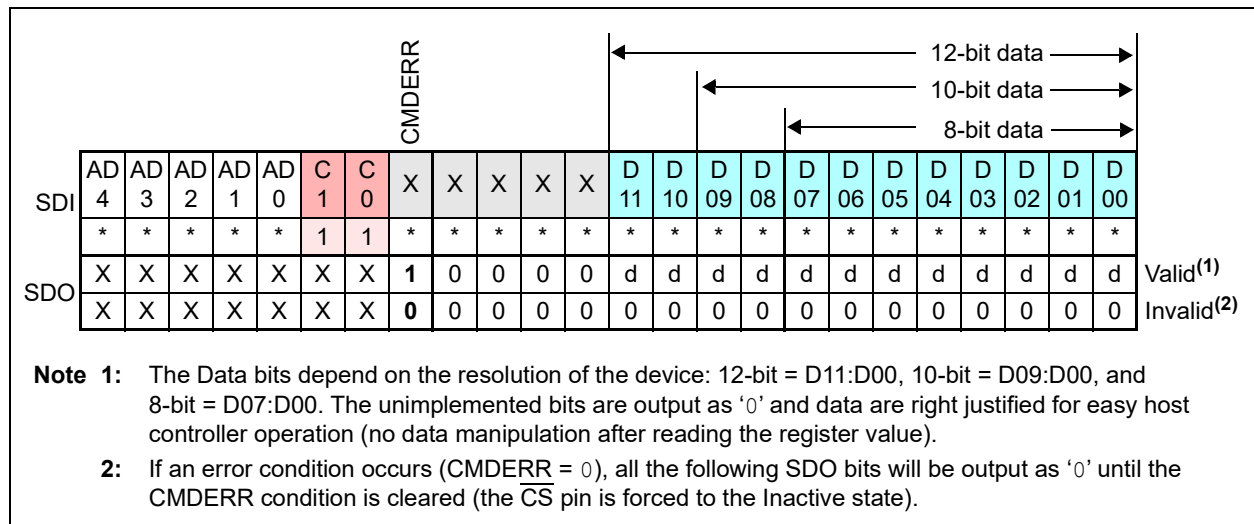 CMDERR
12-bit data
10-bit data
8-bit data
SDI AD4 AD3 AD2 AD1 AD0 C1 C0 X X X X X D11 D10 D09 D08 D07 D06 D05 D04 D03 D02 D01 D00
* * * * * 1 1 * * * * * * * * * * * * * * * * *
SDO X X X X X X X 1 0 0 0 0 d d d d d d d d d d d d Valid(1)
X X X X X X X 0 0 0 0 0 0 0 0 0 0 0 0 0 0 0 0 0 Invalid(2)
Note 1: The Data bits depend on the resolution of the device: 12-bit = D11:D00, 10-bit = D09:D00, and
8-bit = D07:D00. The unimplemented bits are output as ‘0’ and data are right justified for easy host
controller operation (no data manipulation after reading the register value).
2: If an error condition occurs (CMDERR = 0), all the following SDO bits will be output as ‘0’ until the
CMDERR condition is cleared (the CS pin is forced to the Inactive state).